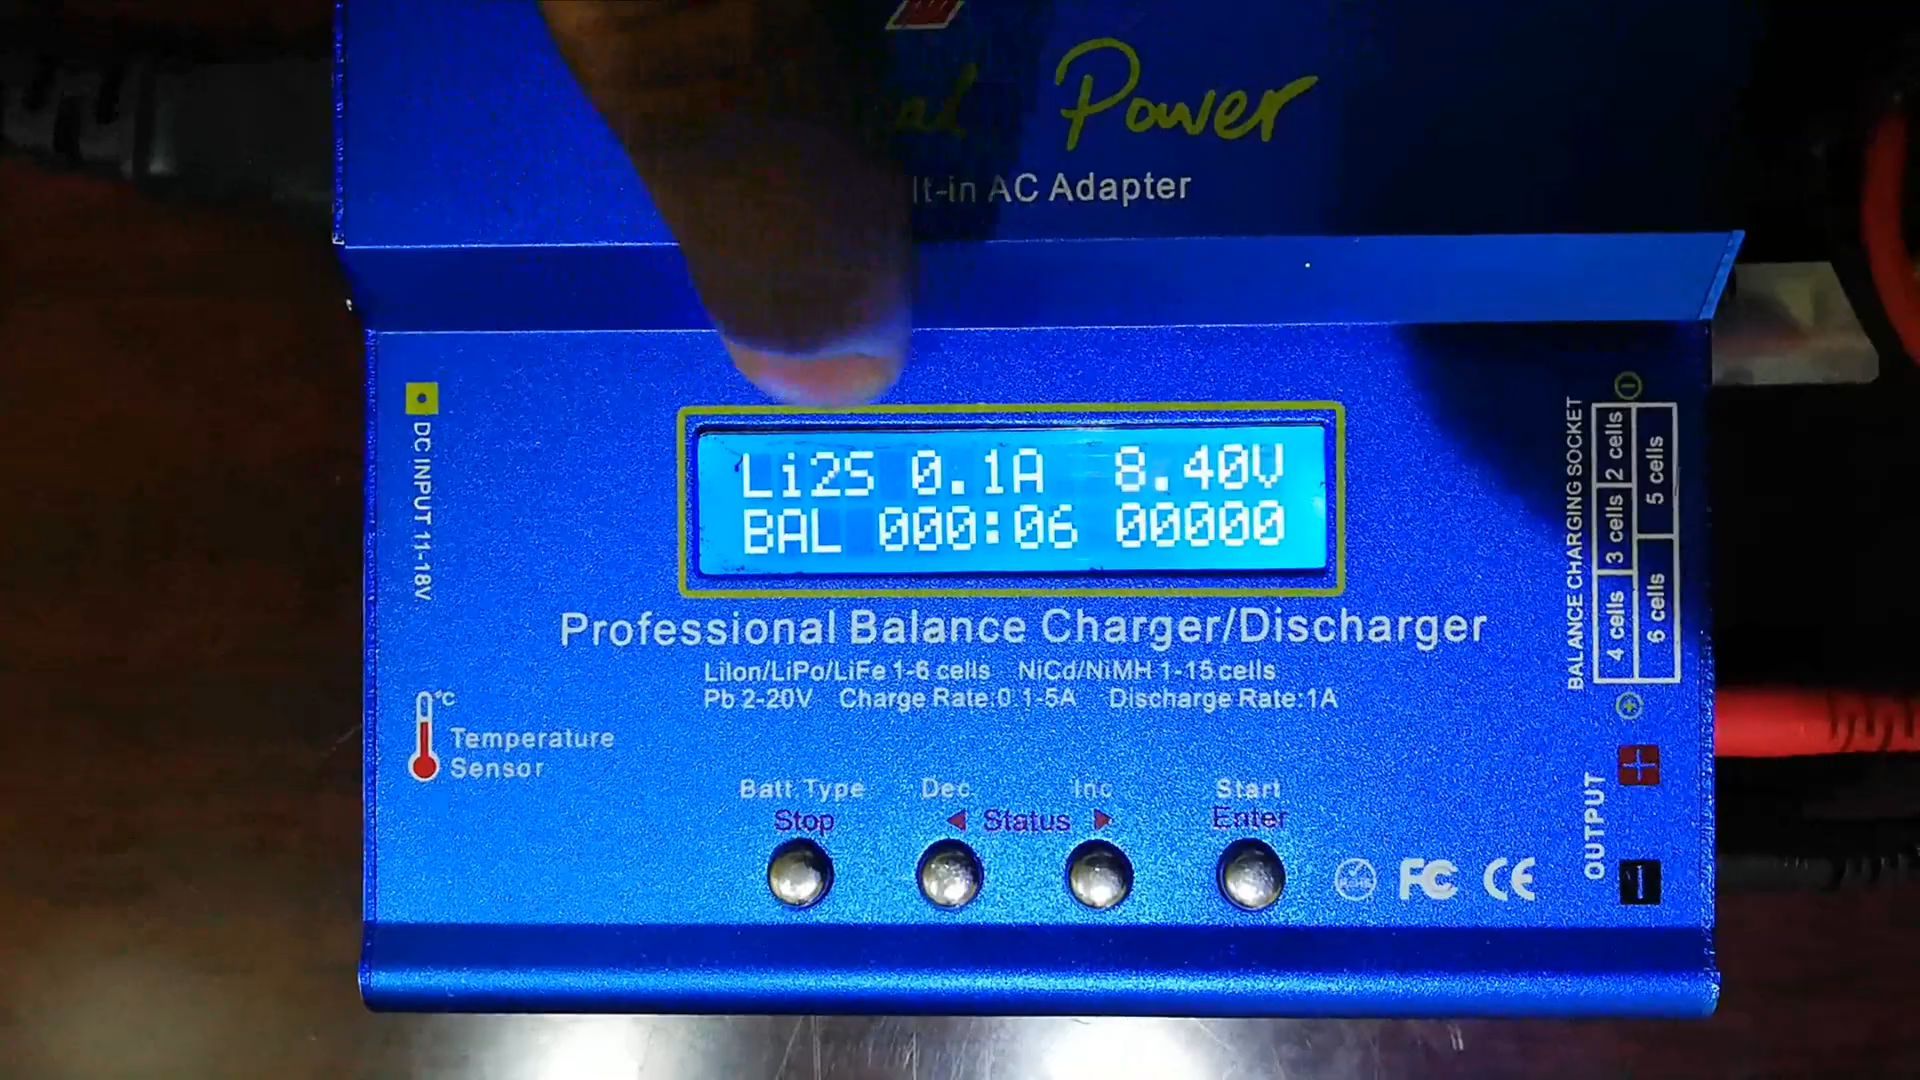 Power
lt-in AC Adapter
DC INPUT 11-18V
Li2S 0.1A 8.40V
BAL 000:06 00000
Professional Balance Charger/Discharger
LiIon/LiPo/LiFe 1-6 cells NiCd/NiMH 1-15 cells
Pb 2-20V Charge Rate:0.1-5A Discharge Rate:1A
°C
Temperature
Sensor
Batt Type Dec Inc Start
Stop Status Enter
RoHS FC CE
BALANCE CHARGING SOCKET
4 cells 3 cells 2 cells
6 cells 5 cells
OUTPUT